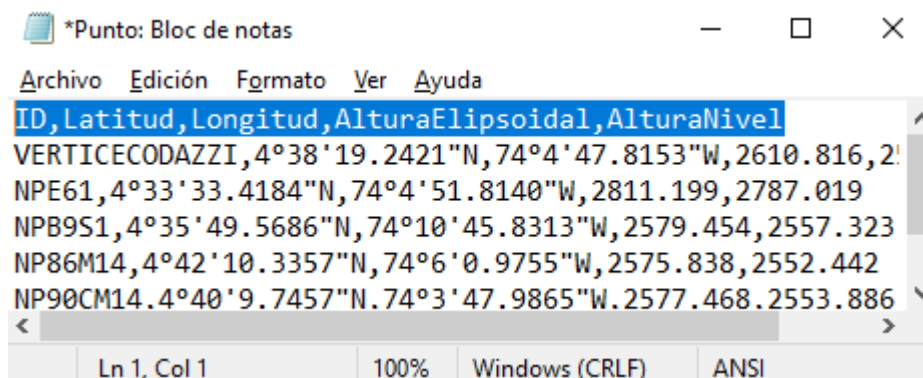 *Punto: Bloc de notas
Archivo Edición Formato Ver Ayuda
ID,Latitud,Longitud,AlturaElipsoidal,AlturaNivel
VERTICECODAZZI,4°38'19.2421"N,74°4'47.8153"W,2610.816,2
NPE61,4°33'33.4184"N,74°4'51.8140"W,2811.199,2787.019
NPB9S1,4°35'49.5686"N,74°10'45.8313"W,2579.454,2557.323
NP86M14,4°42'10.3357"N,74°6'0.9755"W,2575.838,2552.442
NP90CM14,4°40'9.7457"N,74°3'47.9865"W,2577.468,2553.886
Ln 1, Col 1 100% Windows (CRLF) ANSI